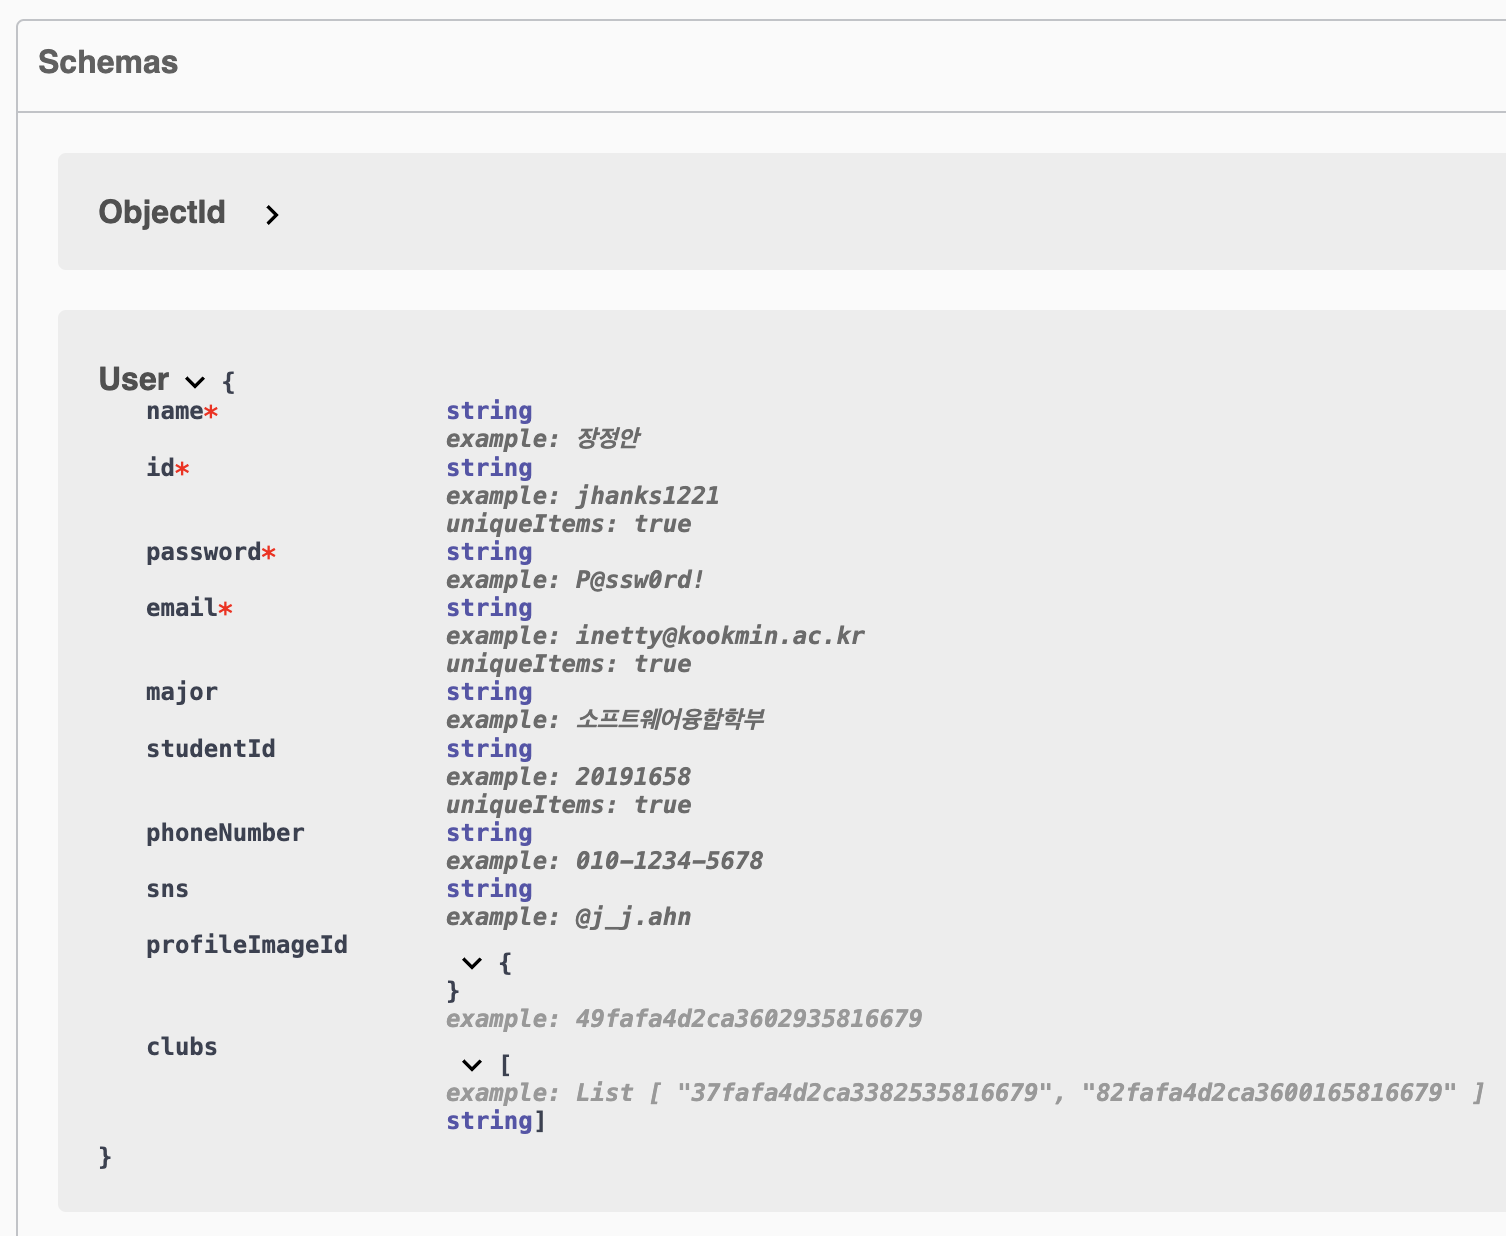 Schemas
ObjectId
User {
name* string
example: 장정안
id* string
example: jhanks1221
uniqueItems: true
password* string
example: P@ssw0rd!
email* string
example: inetty@kookmin.ac.kr
uniqueItems: true
major string
example: 소프트웨어융합학부
studentId string
example: 20191658
uniqueItems: true
phoneNumber string
example: 010-1234-5678
sns string
example: @j_j.ahn
profileImageId {
}
example: 49fafa4d2ca3602935816679
clubs [
example: List [ "37fafa4d2ca3382535816679", "82fafa4d2ca3600165816679" ]
string]
}